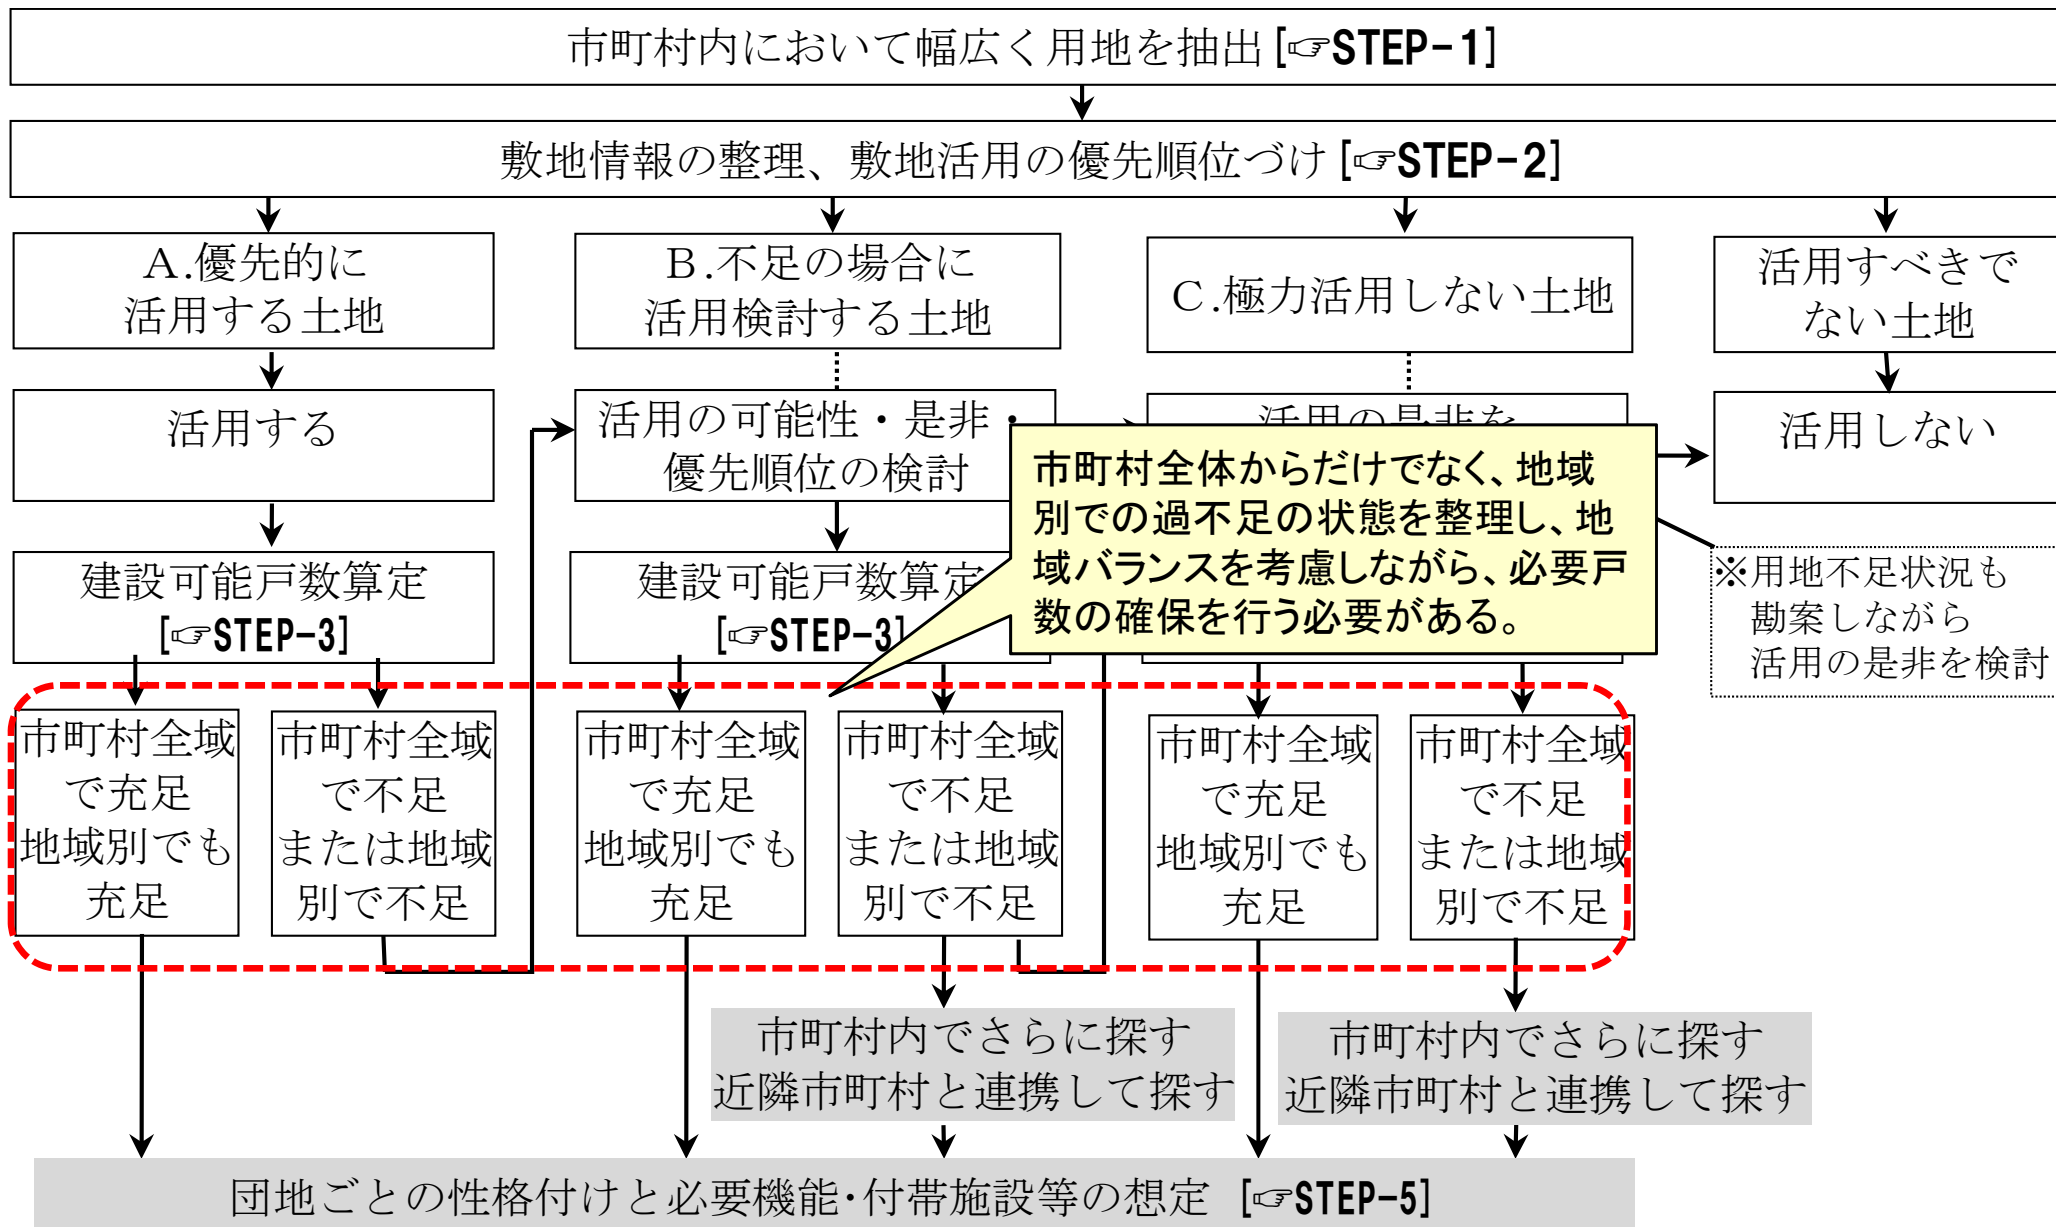 市町村内において幅広く用地を抽出 [☞STEP-1]
敷地情報の整理、敷地活用の優先順位づけ [☞STEP-2]
A.優先的に
活用する土地
B.不足の場合に
活用検討する土地
C.極力活用しない土地
活用すべきで
ない土地
活用する
活用の可能性・是非・
優先順位の検討
活用の是非を
活用しない
市町村全体からだけでなく、地域
別での過不足の状態を整理し、地
域バランスを考慮しながら、必要戸
数の確保を行う必要がある。
建設可能戸数算定
[☞STEP-3]
建設可能戸数算定
[☞STEP-3]
※用地不足状況も
勘案しながら
活用の是非を検討
市町村全域
で充足
地域別でも
充足
市町村全域
で不足
または地域
別で不足
市町村全域
で充足
地域別でも
充足
市町村全域
で不足
または地域
別で不足
市町村全域
で充足
地域別でも
充足
市町村全域
で不足
または地域
別で不足
市町村内でさらに探す
近隣市町村と連携して探す
市町村内でさらに探す
近隣市町村と連携して探す
団地ごとの性格付けと必要機能・付帯施設等の想定 [☞STEP-5]